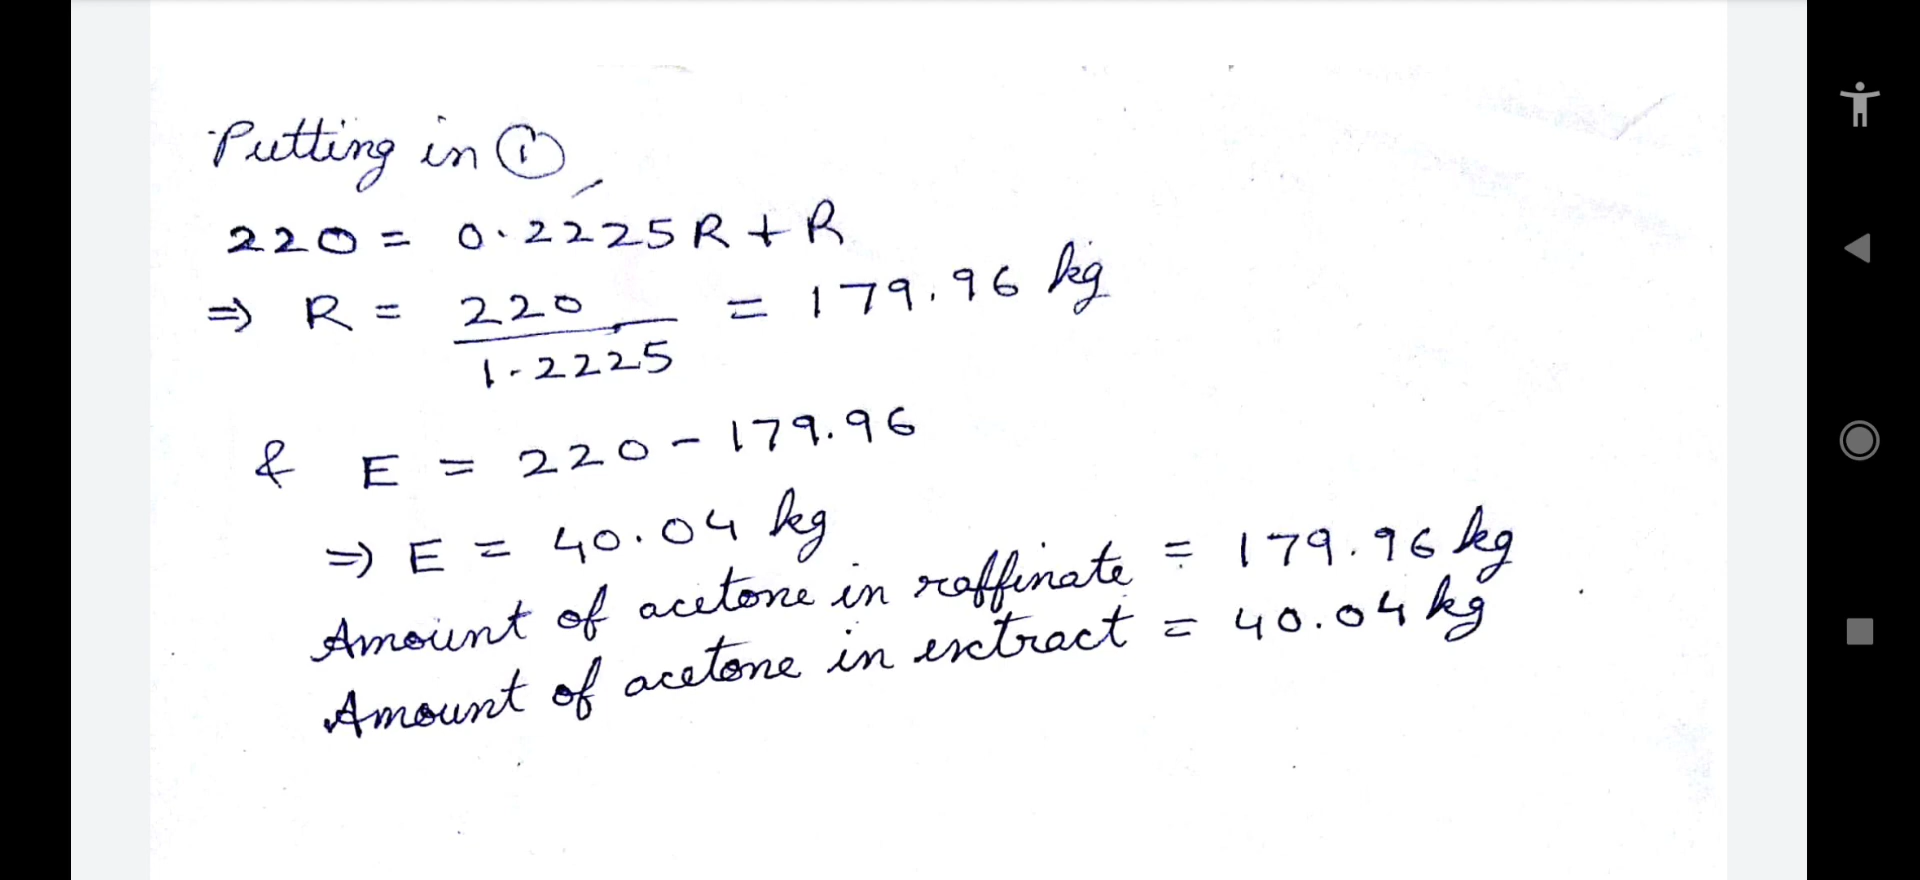 Putting in ①,
220 = 0.2225 R + R
⇒ R = 220 / 1.2225 = 179.96 kg
& E = 220 - 179.96
⇒ E = 40.04 kg
Amount of acetone in raffinate = 179.96 kg
Amount of acetone in extract = 40.04 kg